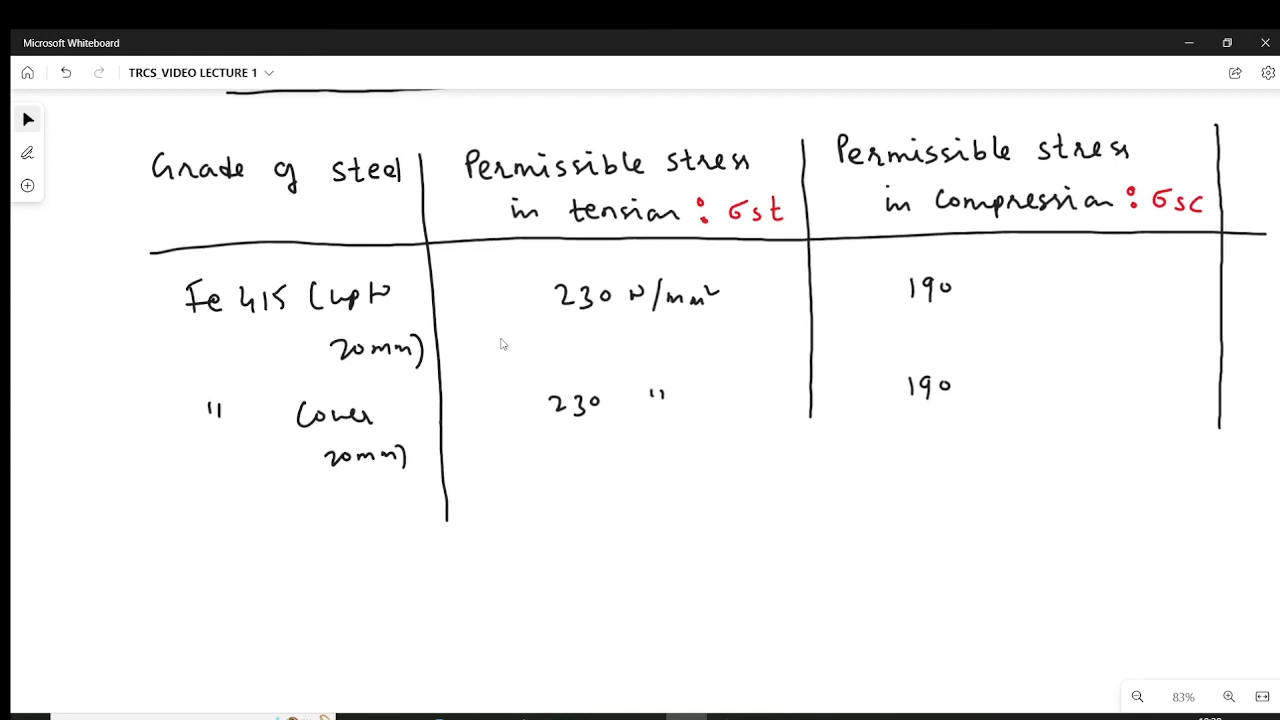 Microsoft Whiteboard
TRCS_VIDEO LECTURE 1
Grade of steel
Permissible stress
in tension : σst
Permissible stress
in compression : σsc
Fe 415 (upto
20mm)
230 N/mm²
190
" (over
20mm)
230 "
190
83%